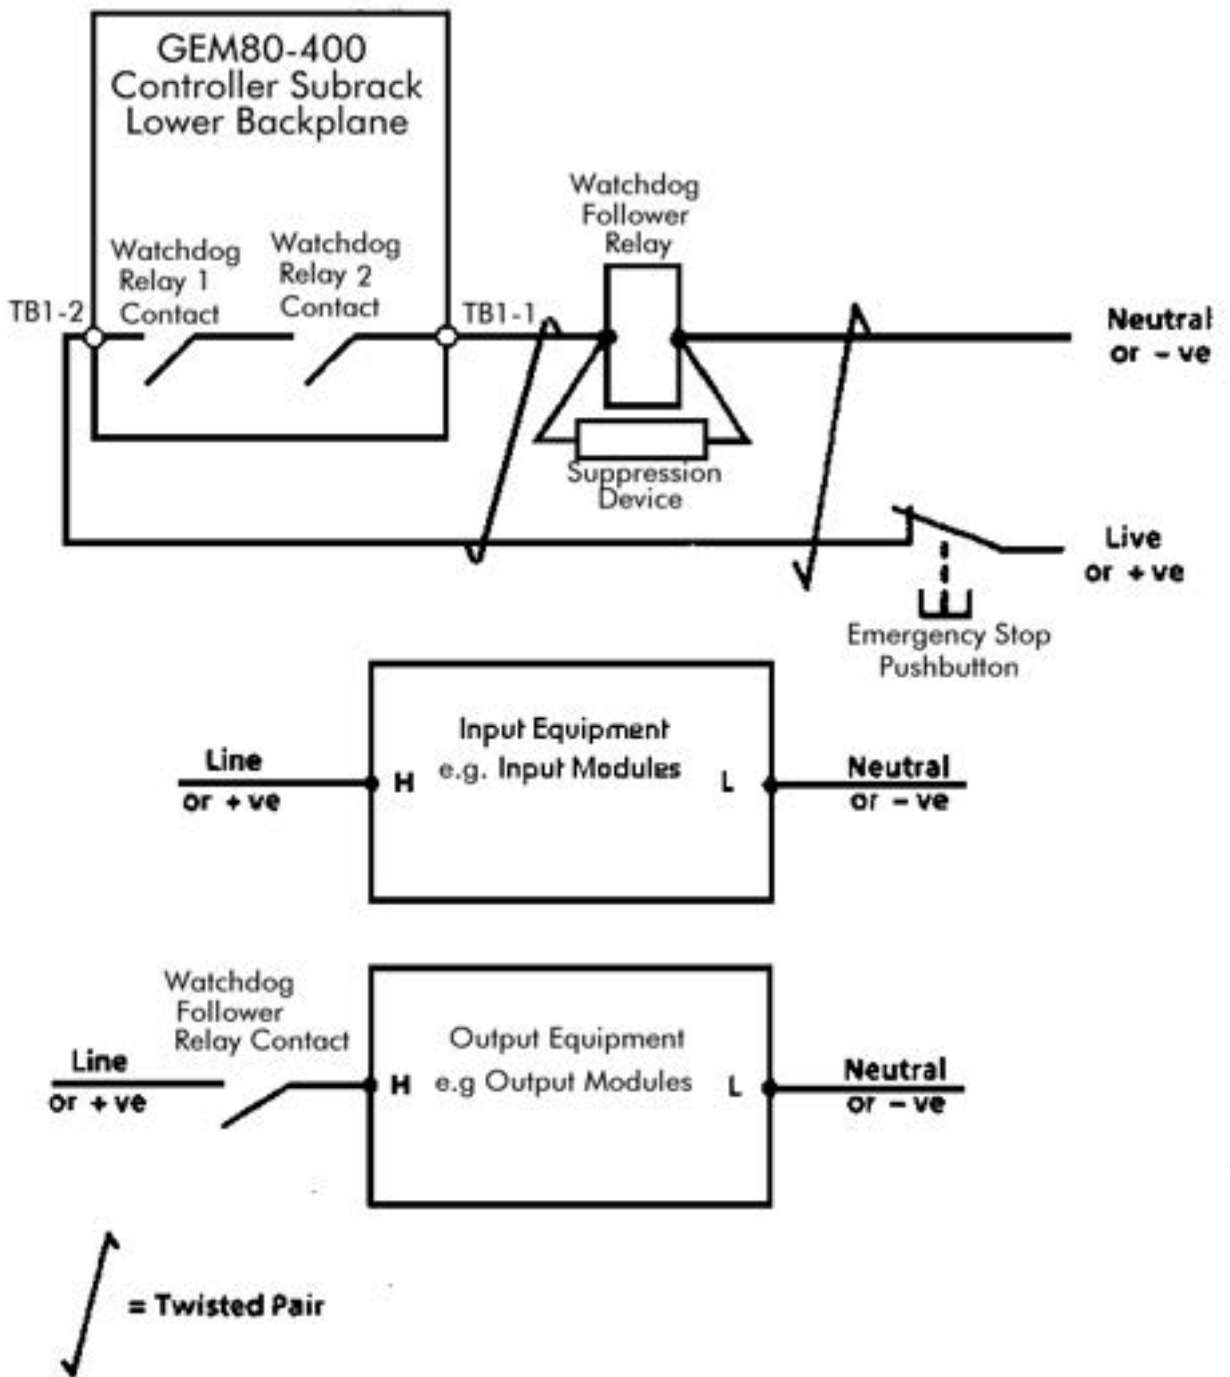 GEM80-400
Controller Subrack
Lower Backplane
Watchdog
Follower
Relay
Watchdog
Relay 1
Contact
Watchdog
Relay 2
Contact
TB1-2
TB1-1
Neutral
or - ve
Suppression
Device
Live
or + ve
Emergency Stop
Pushbutton
Input Equipment
e.g. Input Modules
Line
or + ve
H
L
Neutral
or - ve
Watchdog
Follower
Relay Contact
Output Equipment
e.g Output Modules
Line
or + ve
H
L
Neutral
or - ve
= Twisted Pair